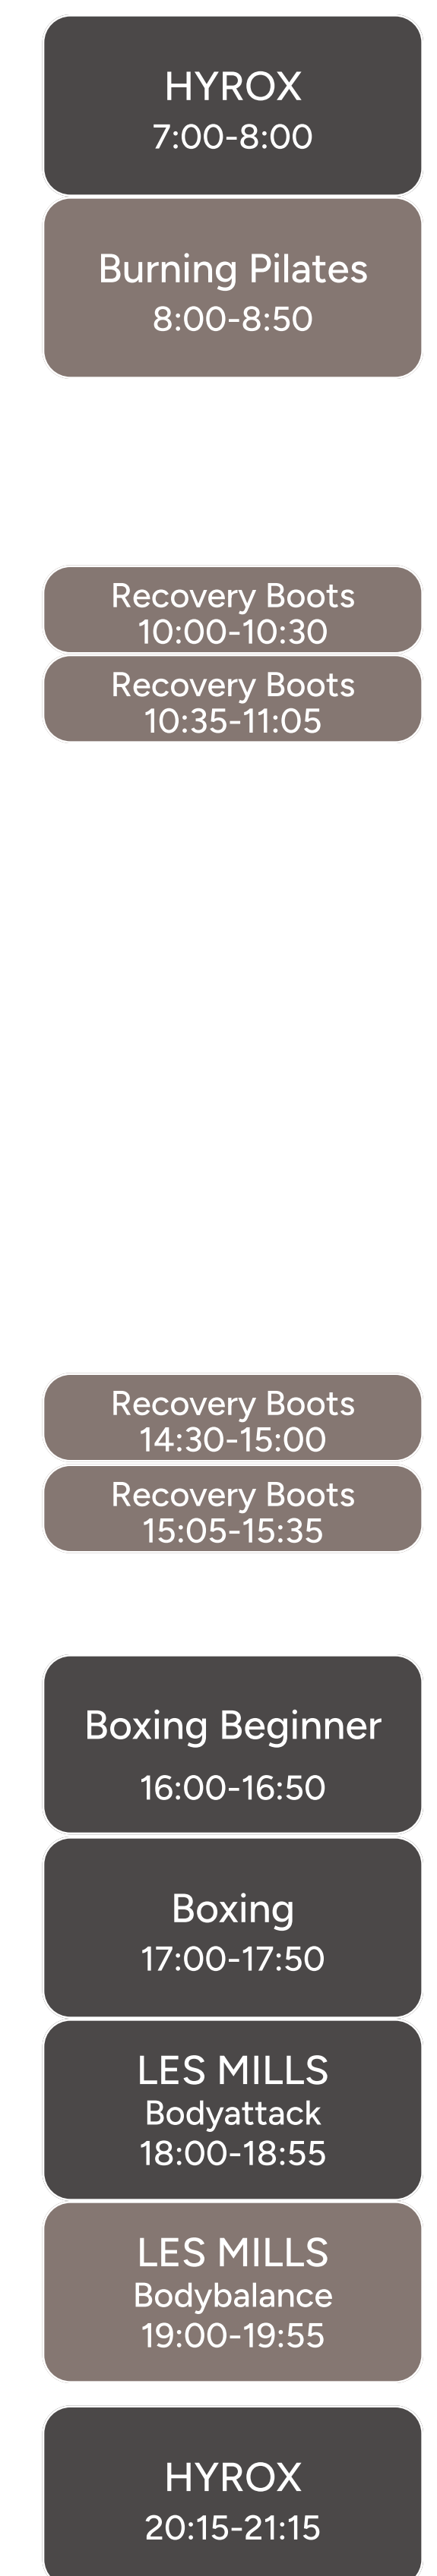 HYROX
7:00-8:00
Burning Pilates
8:00-8:50
Recovery Boots
10:00-10:30
Recovery Boots
10:35-11:05
Recovery Boots
14:30-15:00
Recovery Boots
15:05-15:35
Boxing Beginner
16:00-16:50
Boxing
17:00-17:50
LES MILLS
Bodyattack
18:00-18:55
LES MILLS
Bodybalance
19:00-19:55
HYROX
20:15-21:15